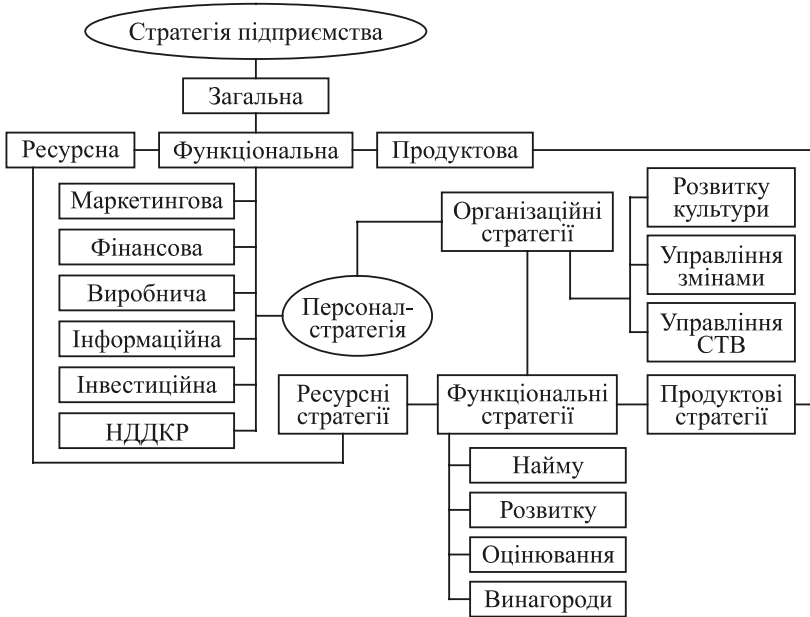 Стратегія підприємства
Загальна
Ресурсна
Функціональна
Продуктова
Маркетингова
Фінансова
Виробнича
Інформаційна
Інвестиційна
НДДКР
Персонал-
стратегія
Організаційні
стратегії
Розвитку
культури
Управління
змінами
Управління
СТВ
Ресурсні
стратегії
Функціональні
стратегії
Продуктові
стратегії
Найму
Розвитку
Оцінювання
Винагороди